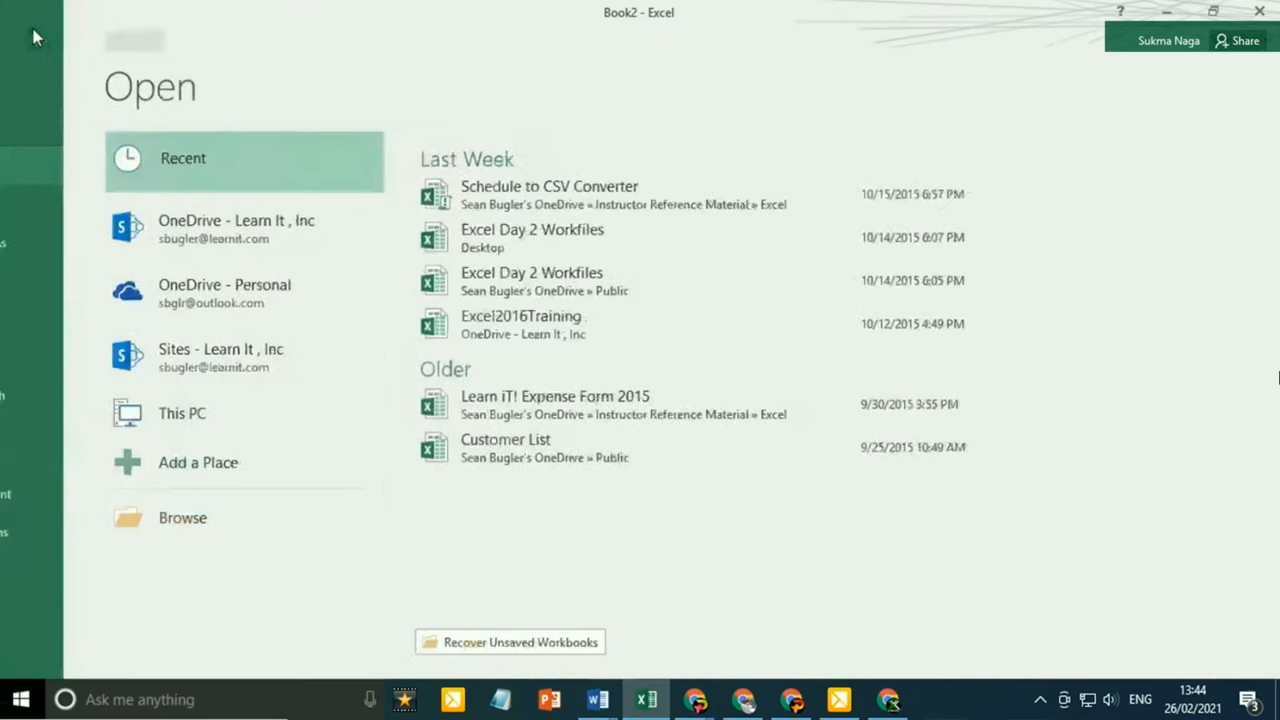 Book2 - Excel
?
Sukma Naga
Share
Open
Recent
OneDrive - Learn It , Inc
sbugler@learnit.com
OneDrive - Personal
sbglr@outlook.com
Sites - Learn It , Inc
sbugler@learnit.com
This PC
Add a Place
Browse
Last Week
Schedule to CSV Converter
Sean Bugler's OneDrive » Instructor Reference Material » Excel
10/15/2015 6:57 PM
Excel Day 2 Workfiles
Desktop
10/14/2015 6:07 PM
Excel Day 2 Workfiles
Sean Bugler's OneDrive » Public
10/14/2015 6:05 PM
Excel2016Training
OneDrive - Learn It , Inc
10/12/2015 4:49 PM
Older
Learn iT! Expense Form 2015
Sean Bugler's OneDrive » Instructor Reference Material » Excel
9/30/2015 3:55 PM
Customer List
Sean Bugler's OneDrive » Public
9/25/2015 10:49 AM
Recover Unsaved Workbooks
Ask me anything
ENG
13:44
26/02/2021
3